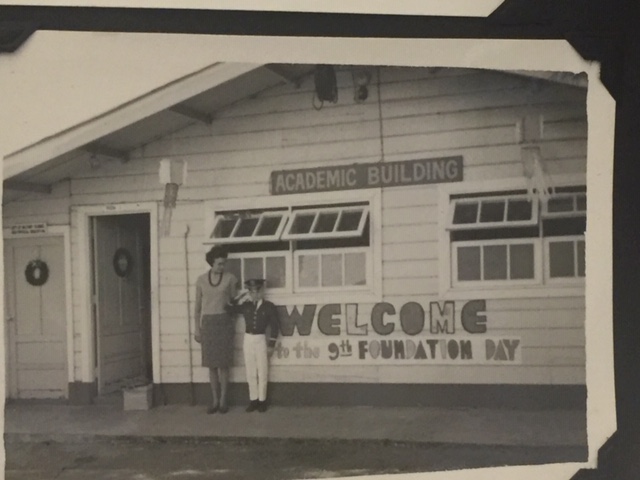 ACADEMIC BUILDING
WELCOME
to the 9th FOUNDATION DAY